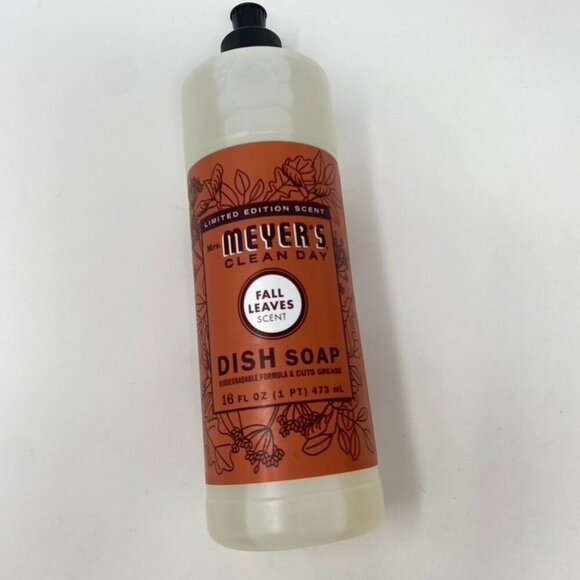 LIMITED EDITION SCENT
Mrs. MEYER'S
CLEAN DAY
FALL
LEAVES
SCENT
DISH SOAP
BIODEGRADABLE FORMULA & CUTS GREASE
16 FL OZ (1 PT) 473 mL